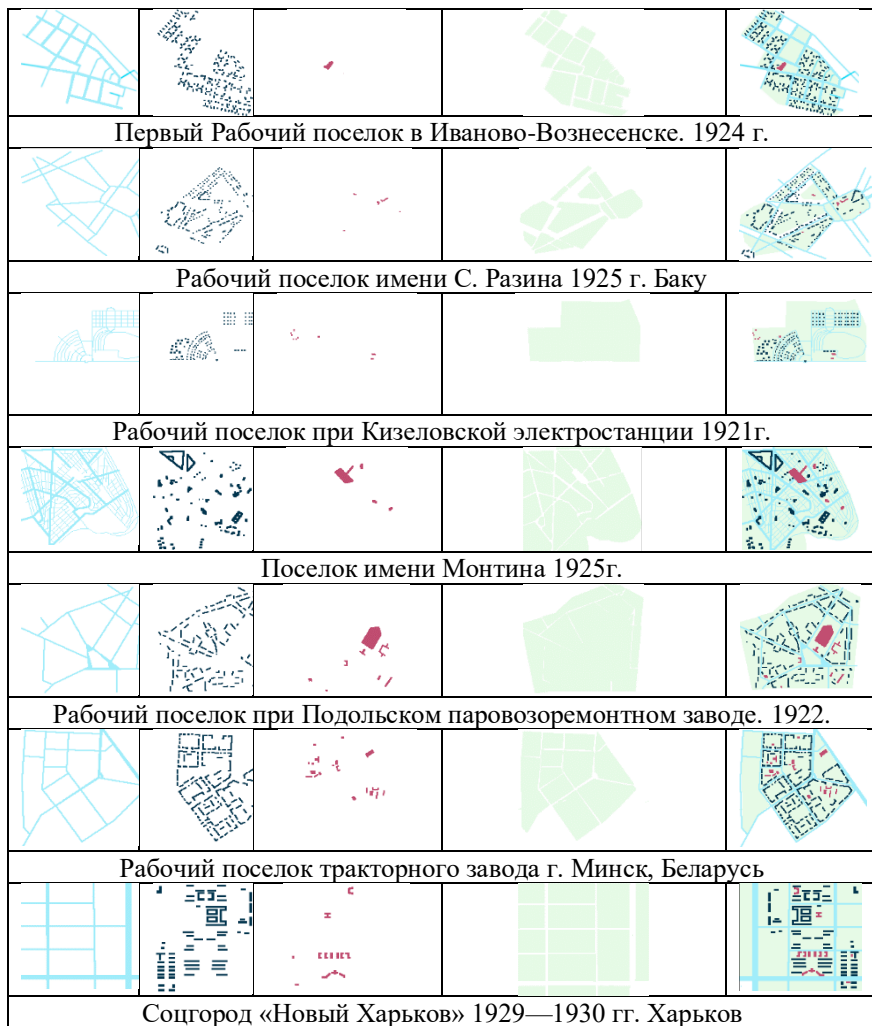 Первый Рабочий поселок в Иваново-Вознесенске. 1924 г.
Рабочий поселок имени С. Разина 1925 г. Баку
Рабочий поселок при Кизеловской электростанции 1921г.
Поселок имени Монтина 1925г.
Рабочий поселок при Подольском паровозоремонтном заводе. 1922.
Рабочий поселок тракторного завода г. Минск, Беларусь
Соцгород «Новый Харьков» 1929—1930 гг. Харьков